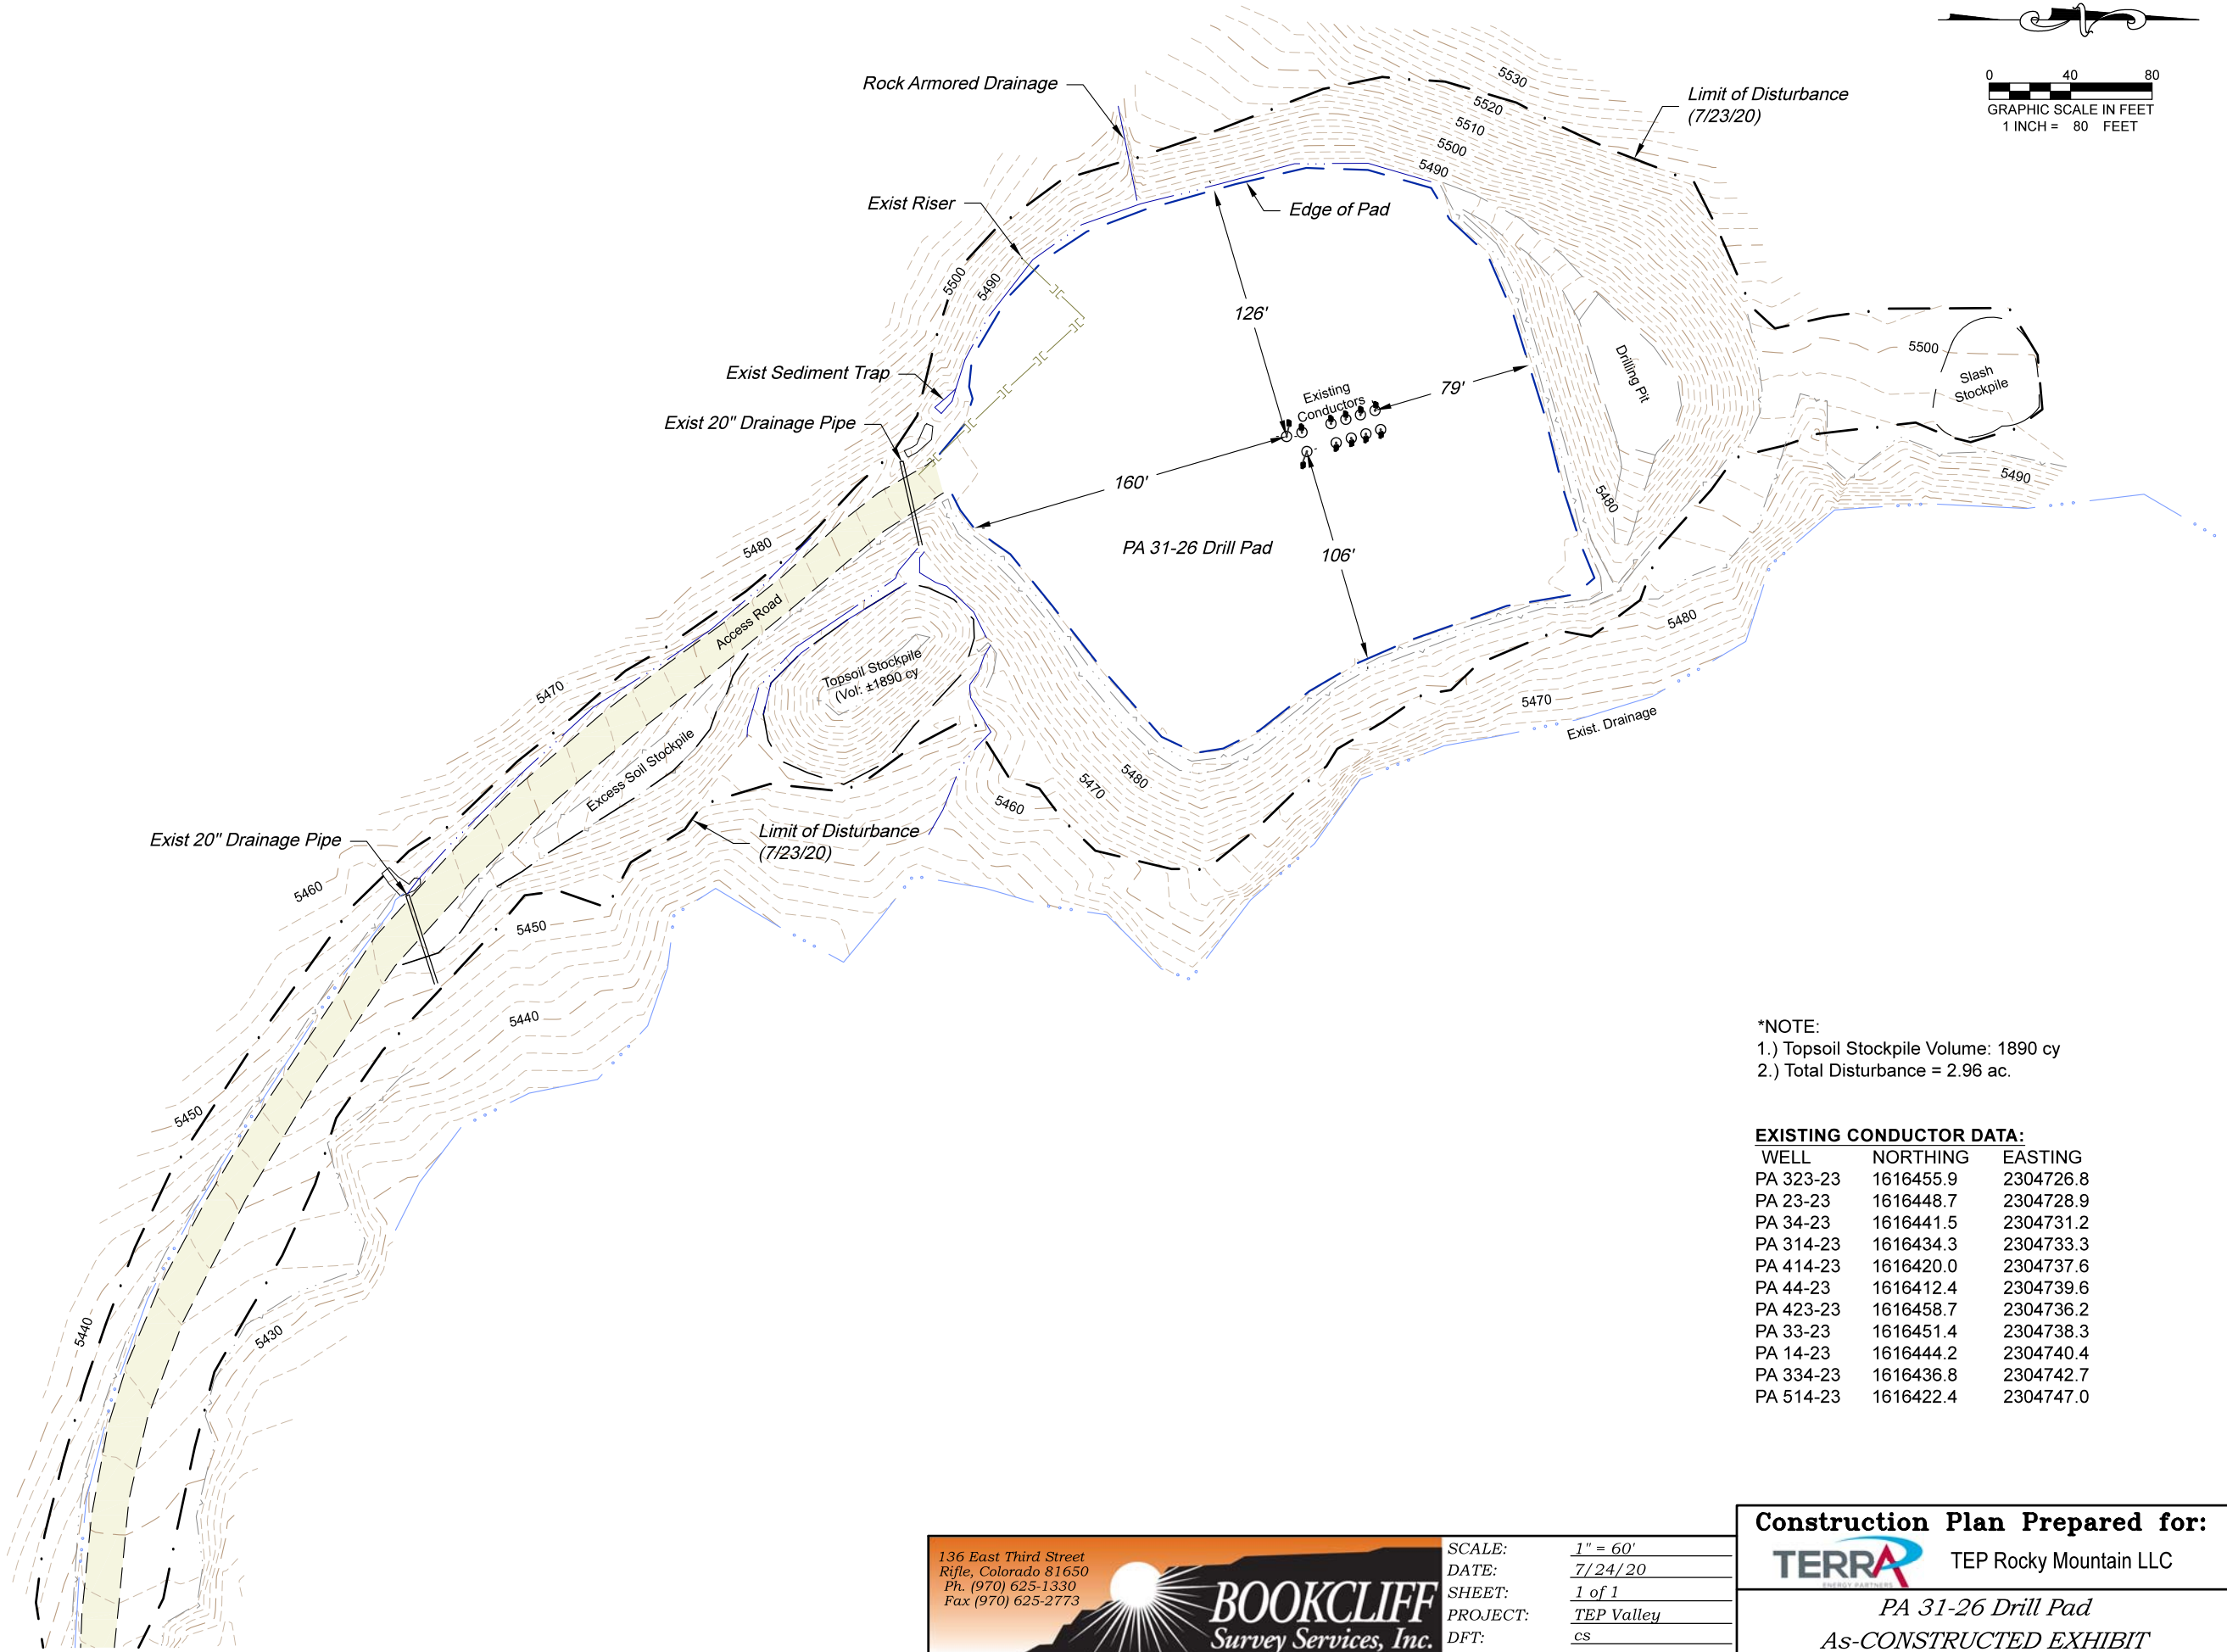 0 40 80
GRAPHIC SCALE IN FEET
1 INCH = 80 FEET
5530
5520
5510
5500
5490
Rock Armored Drainage
Limit of Disturbance
(7/23/20)
Exist Riser
Edge of Pad
5500
5490
126'
Exist Sediment Trap
Existing
Conductors
79'
Drilling Pit
5500
Slash
Stockpile
Exist 20" Drainage Pipe
160'
5490
5480
5480
PA 31-26 Drill Pad
106'
Access Road
5480
5470
Topsoil Stockpile
(Vol: ±1890 cy
5470
Exist. Drainage
Excess Soil Stockpile
5480
5470
5460
Limit of Disturbance
(7/23/20)
Exist 20" Drainage Pipe
5460
5450
5440
5450
5440
5430
*NOTE:
1.) Topsoil Stockpile Volume: 1890 cy
2.) Total Disturbance = 2.96 ac.
EXISTING CONDUCTOR DATA:
WELL NORTHING EASTING
PA 323-23 1616455.9 2304726.8
PA 23-23 1616448.7 2304728.9
PA 34-23 1616441.5 2304731.2
PA 314-23 1616434.3 2304733.3
PA 414-23 1616420.0 2304737.6
PA 44-23 1616412.4 2304739.6
PA 423-23 1616458.7 2304736.2
PA 33-23 1616451.4 2304738.3
PA 14-23 1616444.2 2304740.4
PA 334-23 1616436.8 2304742.7
PA 514-23 1616422.4 2304747.0
136 East Third Street
Rifle, Colorado 81650
Ph. (970) 625-1330
Fax (970) 625-2773
BOOKCLIFF
Survey Services, Inc.
SCALE: 1" = 60'
DATE: 7/24/20
SHEET: 1 of 1
PROJECT: TEP Valley
DFT: cs
Construction Plan Prepared for:
TERRA
ENERGY PARTNERS
TEP Rocky Mountain LLC
PA 31-26 Drill Pad
As-CONSTRUCTED EXHIBIT